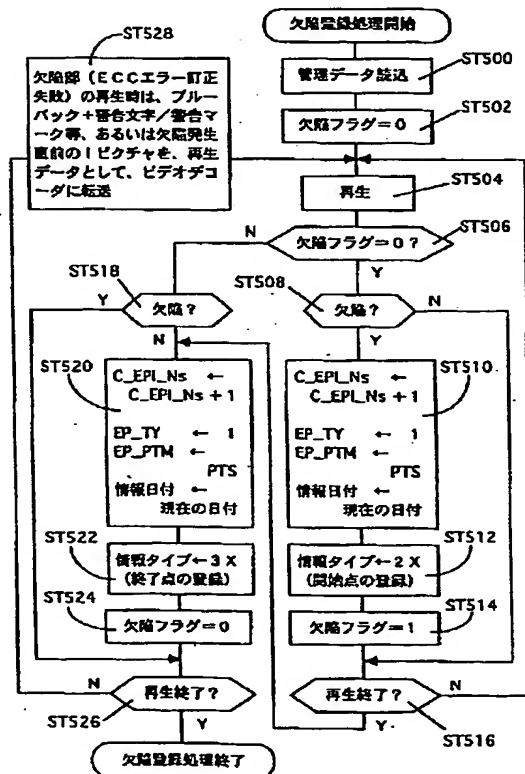 ST528
欠陥部（ECCエラー訂正
失敗）の再生時は、ブルー
バック＋警告文字／警告
マーク等、あるいは欠陥発生
直前のIピクチャを、再生
データとして、ビデオデコ
ーダに転送
欠陥登録処理開始
管理データ読込
ST500
欠陥フラグ＝0
ST502
再生
ST504
欠陥フラグ＝0？
ST506
N
Y
ST518
欠陥？
Y
N
ST508
欠陥？
N
Y
ST520
C_EPI_Ns ←
C_EPI_Ns + 1
EP_TY ← 1
EP_PTM ←
PTS
情報日付 ←
現在の日付
ST510
C_EPI_Ns ←
C_EPI_Ns + 1
EP_TY ← 1
EP_PTM ←
PTS
情報日付 ←
現在の日付
ST522
情報タイプ←3X
(終了点の登録)
ST512
情報タイプ←2X
(開始点の登録)
ST524
欠陥フラグ＝0
ST514
欠陥フラグ＝1
N
再生終了？
ST526
Y
再生終了？
N
Y
ST516
欠陥登録処理終了